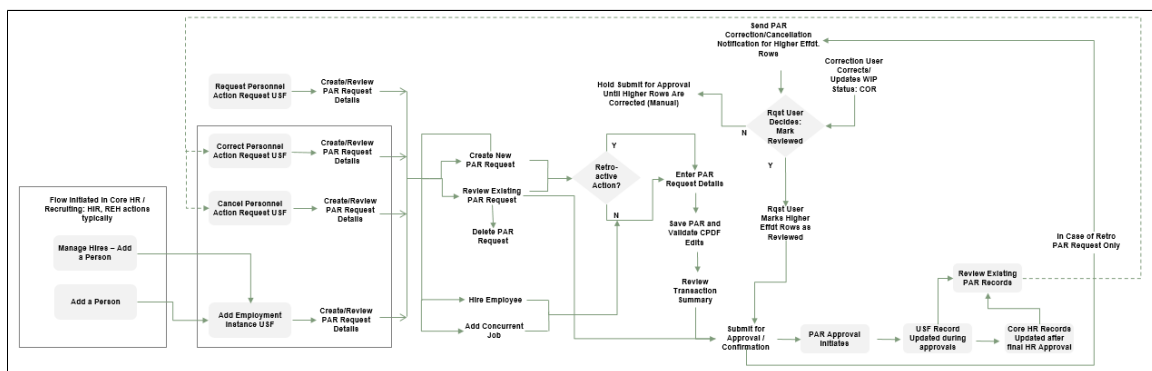 Send PAR
Correction/Cancellation
Notification for Higher Effdt.
Rows
Correction User
Corrects/
Updates WIP
Status: COR
Request Personnel
Action Request USF
Create/Review
PAR Request
Details
Hold Submit for Approval
Until Higher Rows Are
Corrected (Manual)
Rqst User
Decides:
Mark
Reviewed
N
Y
Correct Personnel
Action Request USF
Create/Review
PAR Request
Details
Create New
PAR Request
Y
Retro-
active
Action?
N
Enter PAR
Request Details
Flow Initiated in Core HR /
Recruiting: HIR, REH actions
typically
Cancel Personnel
Action Request USF
Create/Review
PAR Request
Details
Review Existing
PAR Request
Delete PAR
Request
Save PAR and
Validate CPDF
Edits
Rqst User
Marks Higher
Effdt Rows as
Reviewed
In Case of Retro
PAR Request Only
Manage Hires – Add
a Person
Review
Transaction
Summary
Review Existing
PAR Records
Add a Person
Add Employment
Instance USF
Create/Review
PAR Request
Details
Hire Employee
Add Concurrent
Job
Submit for
Approval /
Confirmation
PAR Approval
Initiates
USF Record
Updated during
approvals
Core HR Records
Updated after
final HR Approval